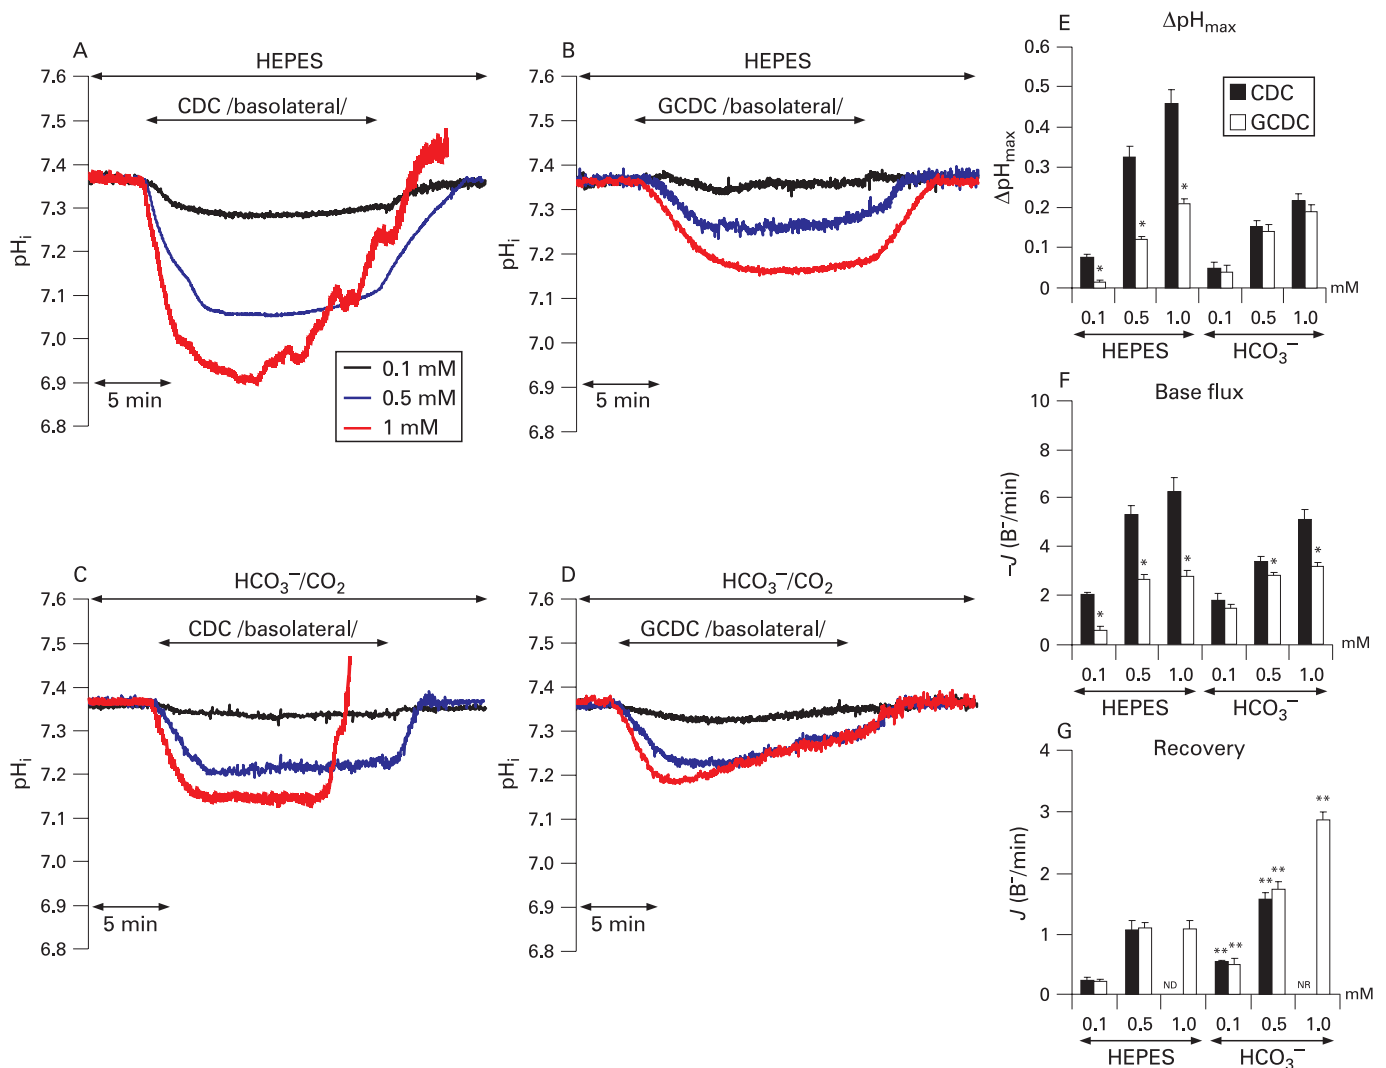 A
HEPES
CDC /basolateral/
7.6
7.5
7.4
7.3
7.2
7.1
7.0
6.9
6.8
pHi
5 min
0.1 mM
0.5 mM
1 mM
B
HEPES
GCDC /basolateral/
7.6
7.5
7.4
7.3
7.2
7.1
7.0
6.9
6.8
pHi
5 min
C
HCO3−/CO2
CDC /basolateral/
7.6
7.5
7.4
7.3
7.2
7.1
7.0
6.9
6.8
pHi
5 min
D
HCO3−/CO2
GCDC /basolateral/
7.6
7.5
7.4
7.3
7.2
7.1
7.0
6.9
6.8
pHi
5 min
E
ΔpHmax
0.6
0.5
0.4
0.3
0.2
0.1
0
ΔpHmax
CDC
GCDC
* * *
mM
0.1 0.5 1.0 0.1 0.5 1.0
HEPES HCO3−
F
Base flux
10
8
6
4
2
0
–J (B-/min)
* * * * *
mM
0.1 0.5 1.0 0.1 0.5 1.0
HEPES HCO3−
G
Recovery
4
3
2
1
0
J (B-/min)
ND ** ** ** ** NR **
mM
0.1 0.5 1.0 0.1 0.5 1.0
HEPES HCO3−